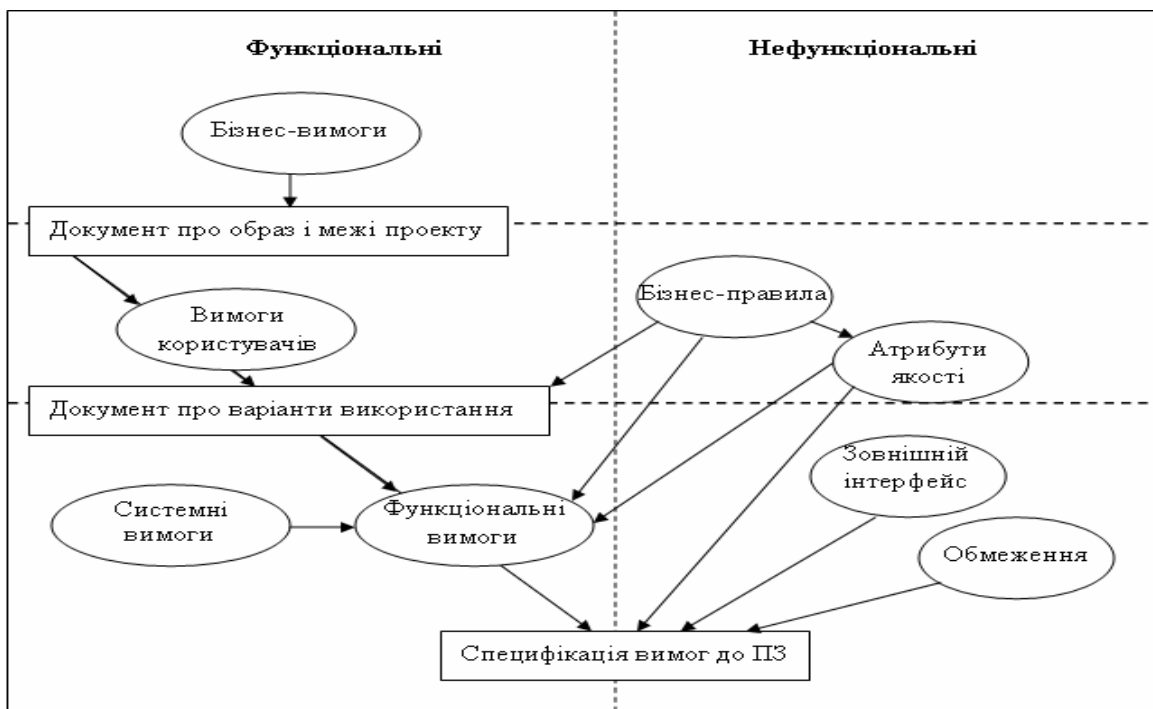 Функціональні
Нефункціональні
Бізнес-вимоги
Документ про образ і межі проекту
Бізнес-правила
Вимоги
користувачів
Атрибути
якості
Документ про варіанти використання
Зовнішній
інтерфейс
Системні
вимоги
Функціональні
вимоги
Обмеження
Специфікація вимог до ПЗ